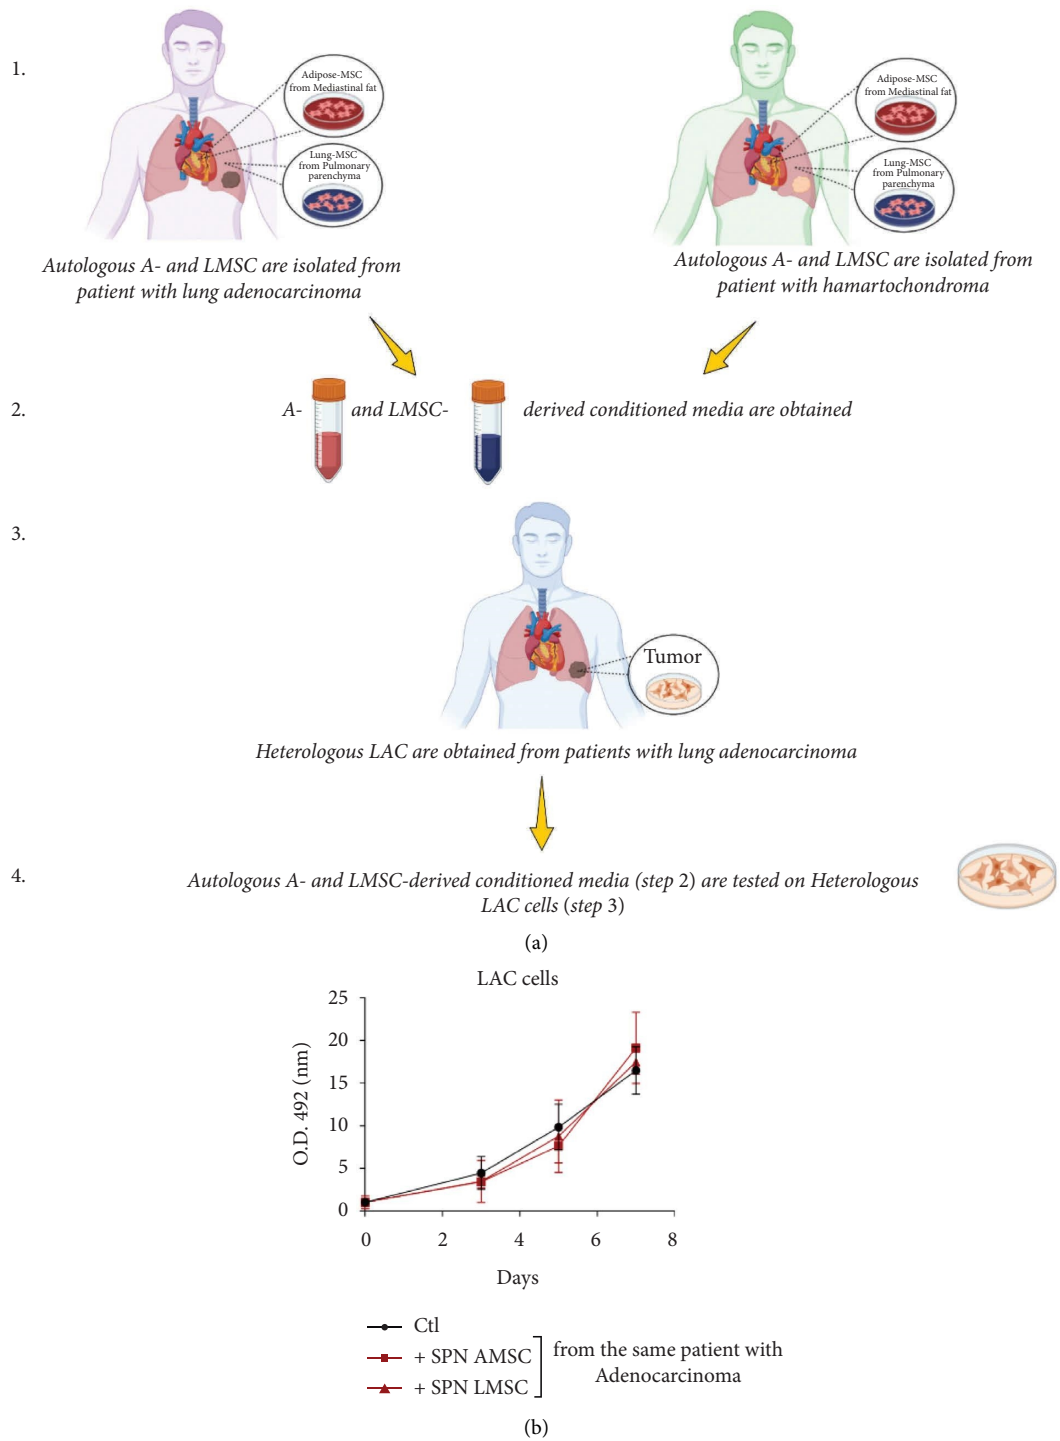 1.
Adipose-MSC
from Mediastinal fat
Lung-MSC
from Pulmonary
parenchyma
Autologous A- and LMSC are isolated from
patient with lung adenocarcinoma
Adipose-MSC
from Mediastinal fat
Lung-MSC
from Pulmonary
parenchyma
Autologous A- and LMSC are isolated from
patient with hamartochondroma
2.
A- and LMSC- derived conditioned media are obtained
3.
Tumor
Heterologous LAC are obtained from patients with lung adenocarcinoma
4.
Autologous A- and LMSC-derived conditioned media (step 2) are tested on Heterologous
LAC cells (step 3)
(a)
LAC cells
O.D. 492 (nm)
25
20
15
10
5
0
0 2 4 6 8
Days
Ctl
+ SPN AMSC
+ SPN LMSC
from the same patient with
Adenocarcinoma
(b)